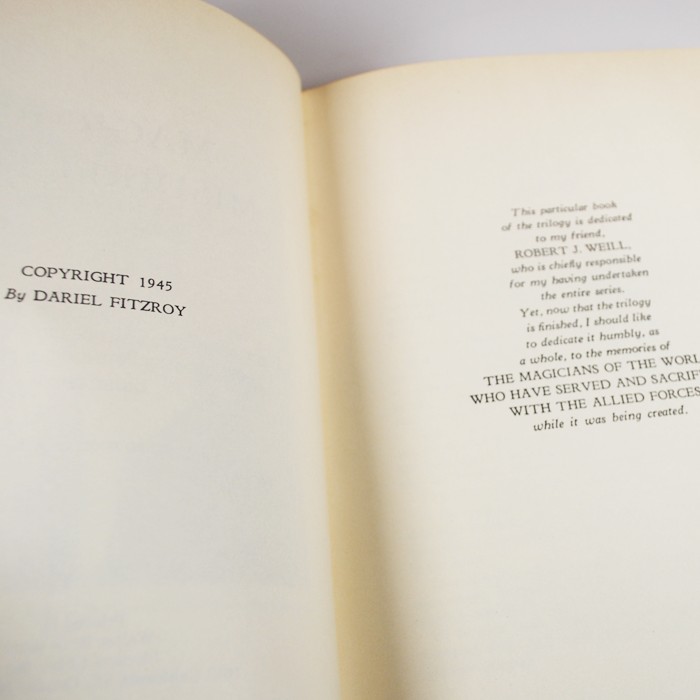 COPYRIGHT 1945
By DARIEL FITZROY
This particular book
of the trilogy is dedicated
to my friend,
ROBERT J. WEILL,
who is chiefly responsible
for my having undertaken
the entire series.
Yet, now that the trilogy
is finished, I should like
to dedicate it humbly, as
a whole, to the memories of
THE MAGICIANS OF THE WORL
WHO HAVE SERVED AND SACRIF
WITH THE ALLIED FORCES
while it was being created.